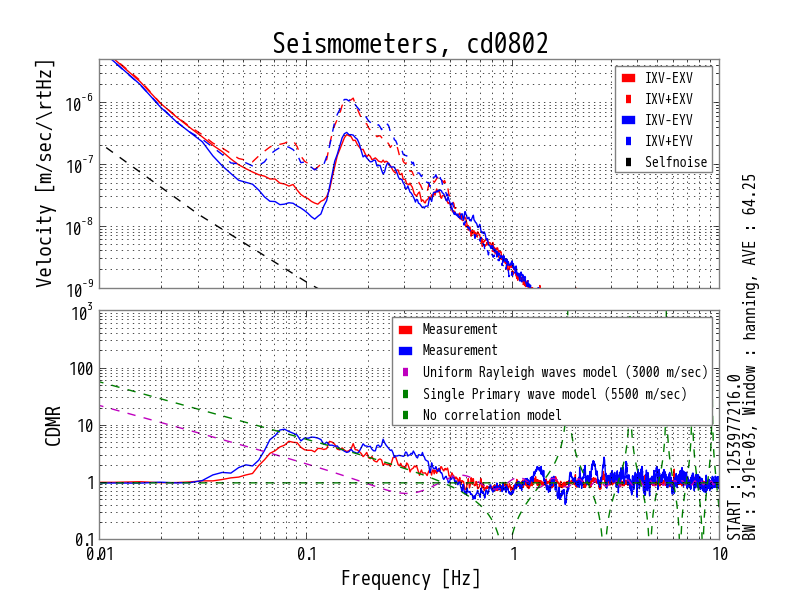 Seismometers, cd0802
Velocity [m/sec/\rtHz]
10^-6
10^-7
10^-8
10^-9
IXV-EXV
IXV+EXV
IXV-EYV
IXV+EYV
Selfnoise
CDMR
10^3
100
10
1
0.1
Measurement
Measurement
Uniform Rayleigh waves model (3000 m/sec)
Single Primary wave model (5500 m/sec)
No correlation model
0.01
0.1
1
10
Frequency [Hz]
START : 1253977216.0
BW : 3.91e-03, Window : hanning, AVE : 64.25